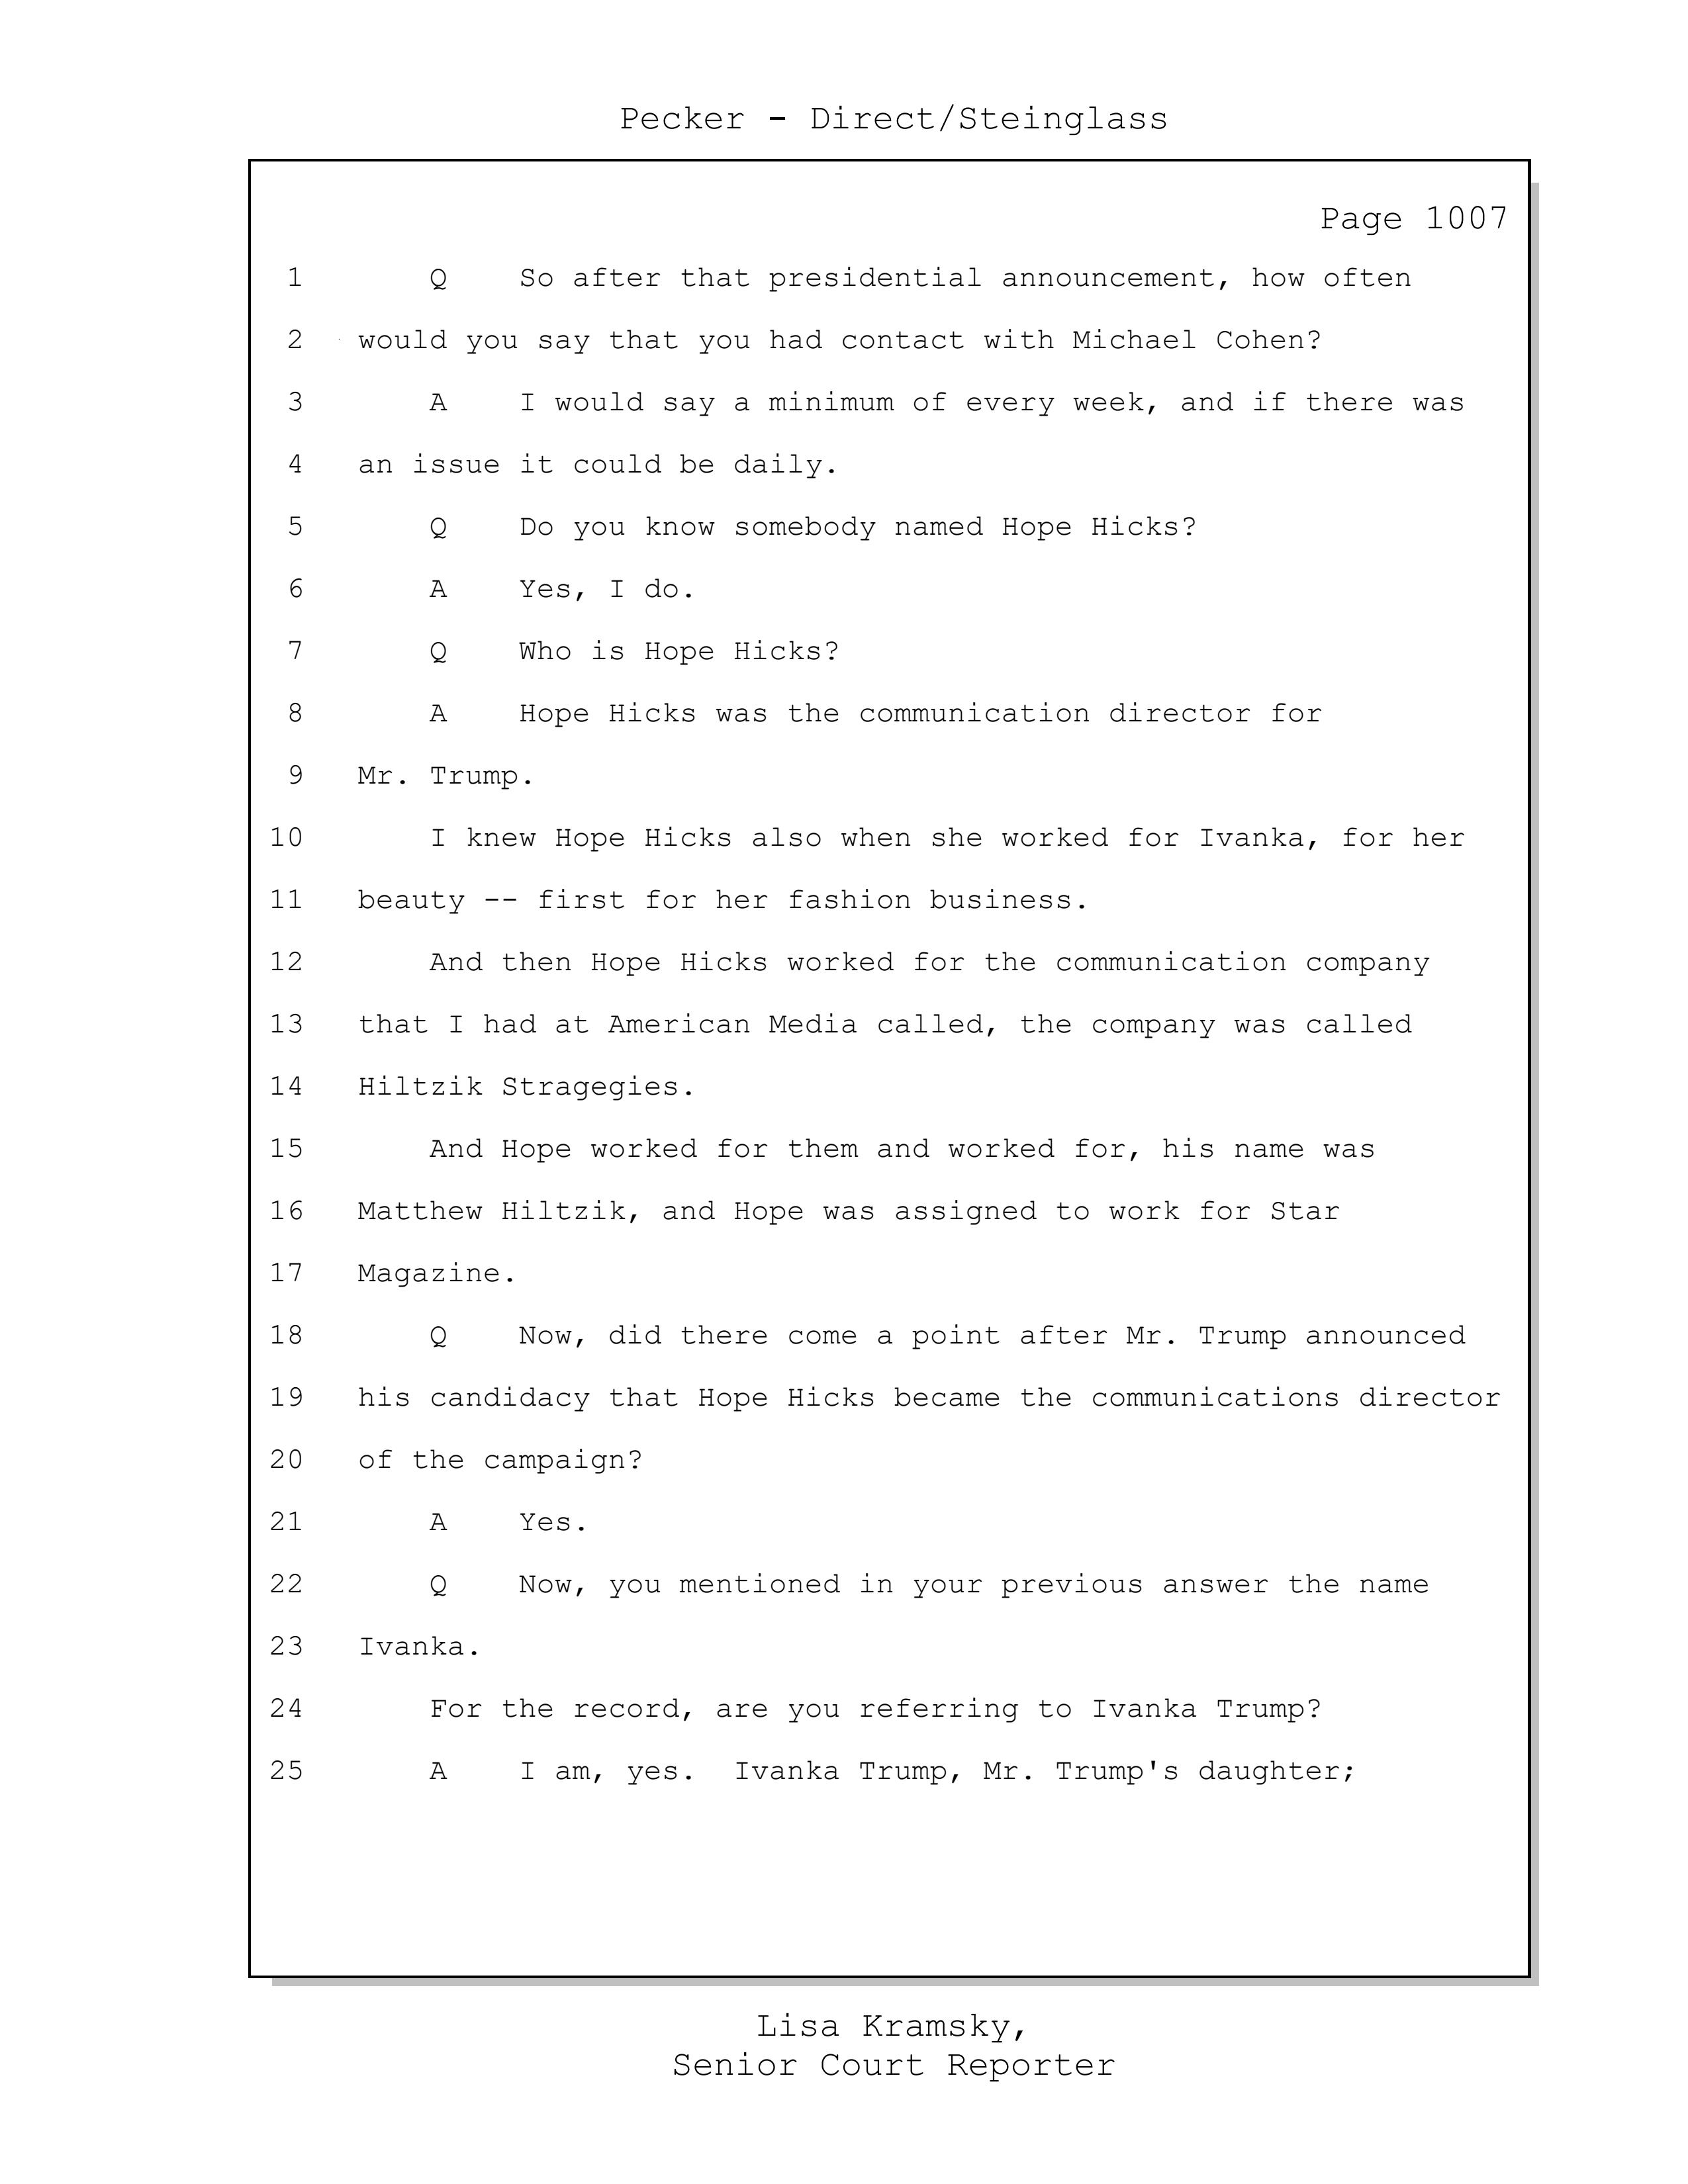 Pecker - Direct/Steinglass
Page 1007
1 Q So after that presidential announcement, how often
2 would you say that you had contact with Michael Cohen?
3 A I would say a minimum of every week, and if there was
4 an issue it could be daily.
5 Q Do you know somebody named Hope Hicks?
6 A Yes, I do.
7 Q Who is Hope Hicks?
8 A Hope Hicks was the communication director for
9 Mr. Trump.
10 I knew Hope Hicks also when she worked for Ivanka, for her
11 beauty -- first for her fashion business.
12 And then Hope Hicks worked for the communication company
13 that I had at American Media called, the company was called
14 Hiltzik Stragegies.
15 And Hope worked for them and worked for, his name was
16 Matthew Hiltzik, and Hope was assigned to work for Star
17 Magazine.
18 Q Now, did there come a point after Mr. Trump announced
19 his candidacy that Hope Hicks became the communications director
20 of the campaign?
21 A Yes.
22 Q Now, you mentioned in your previous answer the name
23 Ivanka.
24 For the record, are you referring to Ivanka Trump?
25 A I am, yes.  Ivanka Trump, Mr. Trump's daughter;
Lisa Kramsky,
Senior Court Reporter